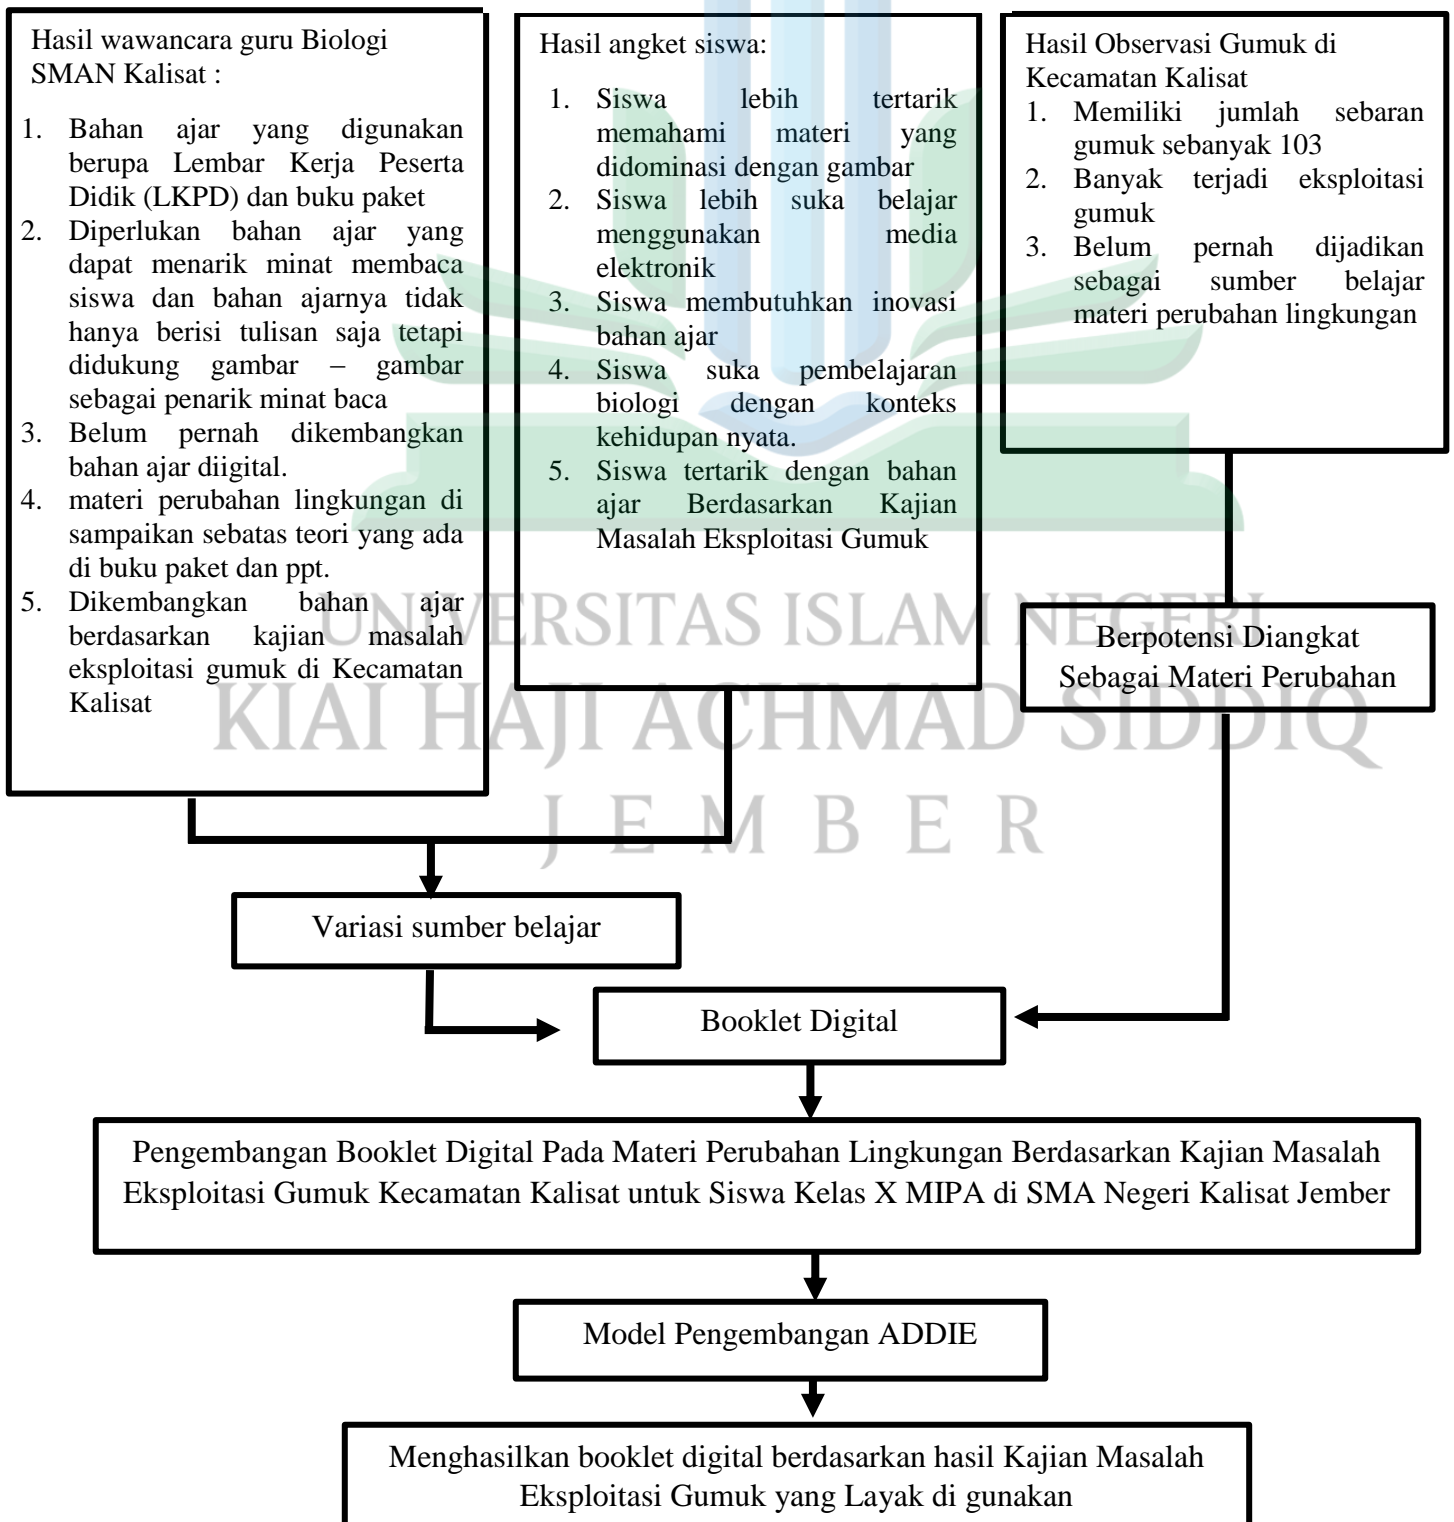 Hasil wawancara guru Biologi
SMAN Kalisat :
1. Bahan ajar yang digunakan
berupa Lembar Kerja Peserta
Didik (LKPD) dan buku paket
2. Diperlukan bahan ajar yang
dapat menarik minat membaca
siswa dan bahan ajarnya tidak
hanya berisi tulisan saja tetapi
didukung gambar – gambar
sebagai penarik minat baca
3. Belum pernah dikembangkan
bahan ajar diigital.
4. materi perubahan lingkungan di
sampaikan sebatas teori yang ada
di buku paket dan ppt.
5. Dikembangkan bahan ajar
berdasarkan kajian masalah
eksploitasi gumuk di Kecamatan
Kalisat
Hasil angket siswa:
1. Siswa lebih tertarik
memahami materi yang
didominasi dengan gambar
2. Siswa lebih suka belajar
menggunakan media
elektronik
3. Siswa membutuhkan inovasi
bahan ajar
4. Siswa suka pembelajaran
biologi dengan konteks
kehidupan nyata.
5. Siswa tertarik dengan bahan
ajar Berdasarkan Kajian
Masalah Eksploitasi Gumuk
Hasil Observasi Gumuk di
Kecamatan Kalisat
1. Memiliki jumlah sebaran
gumuk sebanyak 103
2. Banyak terjadi eksploitasi
gumuk
3. Belum pernah dijadikan
sebagai sumber belajar
materi perubahan lingkungan
Berpotensi Diangkat
Sebagai Materi Perubahan
UNIVERSITAS ISLAM NEGERI
KIAI HAJI ACHMAD SIDDIQ
JEMBER
Variasi sumber belajar
Booklet Digital
Pengembangan Booklet Digital Pada Materi Perubahan Lingkungan Berdasarkan Kajian Masalah
Eksploitasi Gumuk Kecamatan Kalisat untuk Siswa Kelas X MIPA di SMA Negeri Kalisat Jember
Model Pengembangan ADDIE
Menghasilkan booklet digital berdasarkan hasil Kajian Masalah
Eksploitasi Gumuk yang Layak di gunakan